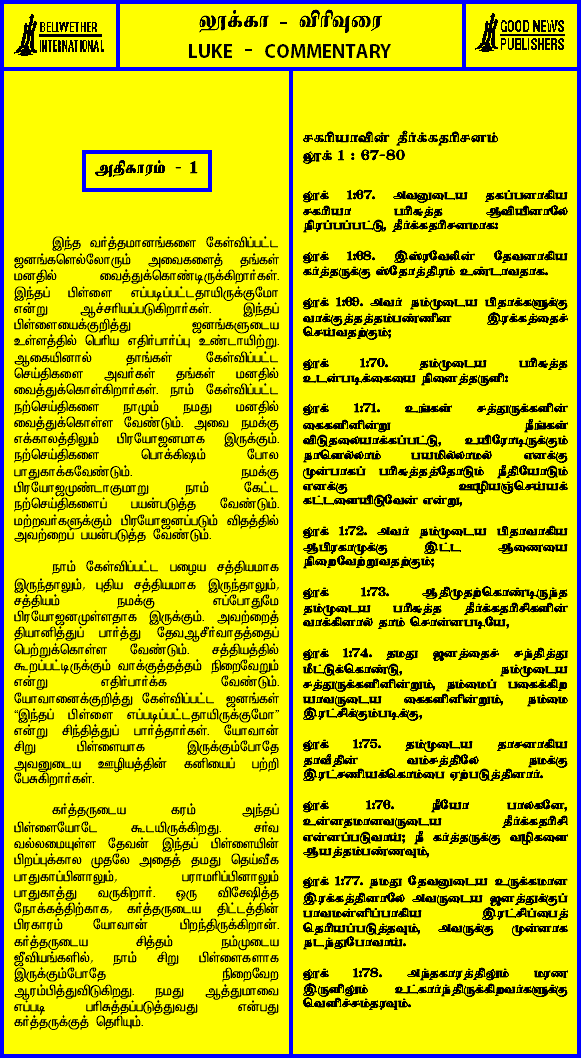 BELLWETHER
INTERNATIONAL
லூக்கா - விரிவுரை
LUKE - COMMENTARY
GOOD NEWS
PUBLISHERS
அதிகாரம் - 1
இந்த வர்த்தமானங்களை கேள்விப்பட்ட
ஜனங்களெல்லோரும் அவைகளைத் தங்கள்
மனதில் வைத்துக்கொண்டிருக்கிறார்கள்.
இந்தப் பிள்ளை எப்படிப்பட்டதாயிருக்குமோ
என்று ஆச்சரியப்படுகிறார்கள். இந்தப்
பிள்ளையைக்குறித்து ஜனங்களுடைய
உள்ளத்தில் பெரிய எதிர்பார்ப்பு உண்டாயிற்று.
ஆகையினால் தாங்கள் கேள்விப்பட்ட
செய்திகளை அவர்கள் தங்கள் மனதில்
வைத்துக்கொள்கிறார்கள். நாம் கேள்விப்பட்ட
நற்செய்திகளை நாமும் நமது மனதில்
வைத்துக்கொள்ள வேண்டும். அவை நமக்கு
எக்காலத்திலும் பிரயோஜனமாக இருக்கும்.
நற்செய்திகளை பொக்கிஷம் போல
பாதுகாக்கவேண்டும். நமக்கு
பிரயோஜமுண்டாகுமாறு நாம் கேட்ட
நற்செய்திகளைப் பயன்படுத்த வேண்டும்.
மற்றவர்களுக்கும் பிரயோஜனப்படும் விதத்தில்
அவற்றைப் பயன்படுத்த வேண்டும்.
நாம் கேள்விப்பட்ட பழைய சத்தியமாக
இருந்தாலும், புதிய சத்தியமாக இருந்தாலும்,
சத்தியம் நமக்கு எப்போதுமே
பிரயோஜனமுள்ளதாக இருக்கும். அவற்றைத்
தியானித்துப் பார்த்து தேவஆசீர்வாதத்தைப்
பெற்றுக்கொள்ள வேண்டும். சத்தியத்தில்
கூறப்பட்டிருக்கும் வாக்குத்தத்தம் நிறைவேறும்
என்று எதிர்பார்க்க வேண்டும்.
யோவானைக்குறித்து கேள்விப்பட்ட ஜனங்கள்
"இந்தப் பிள்ளை எப்படிப்பட்டதாயிருக்குமோ"
என்று சிந்தித்துப் பார்த்தார்கள். யோவான்
சிறு பிள்ளையாக இருக்கும்போதே
அவனுடைய ஊழியத்தின் கனியைப் பற்றி
பேசுகிறார்கள்.
கர்த்தருடைய கரம் அந்தப்
பிள்ளையோடே கூடயிருக்கிறது. சர்வ
வல்லமையுள்ள தேவன் இந்தப் பிள்ளையின்
பிறப்புக்கால முதலே அதைத் தமது தெய்வீக
பாதுகாப்பினாலும், பராமரிப்பினாலும்
பாதுகாத்து வருகிறார். ஒரு விசேஷித்த
நோக்கத்திற்காக, கர்த்தருடைய திட்டத்தின்
பிரகாரம் யோவான் பிறந்திருக்கிறான்.
கர்த்தருடைய சித்தம் நம்முடைய
ஜீவியங்களில், நாம் சிறு பிள்ளைகளாக
இருக்கும்போதே நிறைவேற
ஆரம்பித்துவிடுகிறது. நமது ஆத்துமாவை
எப்படி பரிசுத்தப்படுத்துவது என்பது
கர்த்தருக்குத் தெரியும்.
சகரியாவின் தீர்க்கதரிசனம்
லூக் 1 : 67-80
லூக் 1:67. அவனுடைய தகப்பனாகிய
சகரியா பரிசுத்த ஆவியினாலே
நிரப்பப்பட்டு, தீர்க்கதரிசனமாக:
லூக் 1:68. இஸ்ரவேலின் தேவனாகிய
கர்த்தருக்கு ஸ்தோத்திரம் உண்டாவதாக.
லூக் 1:69. அவர் நம்முடைய பிதாக்களுக்கு
வாக்குத்தத்தம்பண்ணின இரக்கத்தைச்
செய்வதற்கும்;
லூக் 1:70. தம்முடைய பரிசுத்த
உடன்படிக்கையை நினைத்தருளி:
லூக் 1:71. உங்கள் சத்துருக்களின்
கைகளினின்று நீங்கள்
விடுதலையாக்கப்பட்டு, உயிரோடிருக்கும்
நாளெல்லாம் பயமில்லாமல் எனக்கு
முன்பாகப் பரிசுத்தத்தோடும் நீதியோடும்
எனக்கு ஊழியஞ்செய்யக்
கட்டளையிடுவேன் என்று,
லூக் 1:72. அவர் நம்முடைய பிதாவாகிய
ஆபிரகாமுக்கு இட்ட ஆணையை
நிறைவேற்றுவதற்கும்;
லூக் 1:73. ஆதிமுதற்கொண்டிருந்த
தம்முடைய பரிசுத்த தீர்க்கதரிசிகளின்
வாக்கினால் தாம் சொன்னபடியே,
லூக் 1:74. தமது ஜனத்தைச் சந்தித்து
மீட்டுக்கொண்டு, நம்முடைய
சத்துருக்களினின்றும், நம்மைப் பகைக்கிற
யாவருடைய கைகளினின்றும், நம்மை
இரட்சிக்கும்படிக்கு,
லூக் 1:75. தம்முடைய தாசனாகிய
தாவீதின் வம்சத்திலே நமக்கு
இரட்சணியக்கொம்பை ஏற்படுத்தினார்.
லூக் 1:76. நீயோ பாலகனே,
உன்னதமானவருடைய தீர்க்கதரிசி
என்னப்படுவாய்; நீ கர்த்தருக்கு வழிகளை
ஆயத்தம்பண்ணவும்,
லூக் 1:77. நமது தேவனுடைய உருக்கமான
இரக்கத்தினாலே அவருடைய ஜனத்துக்குப்
பாவமன்னிப்பாகிய இரட்சிப்பைத்
தெரியப்படுத்தவும், அவருக்கு முன்னாக
நடந்துபோவாய்.
லூக் 1:78. அந்தகாரத்திலும் மரண
இருளிலும் உட்கார்ந்திருக்கிறவர்களுக்கு
வெளிச்சம்தரவும்.